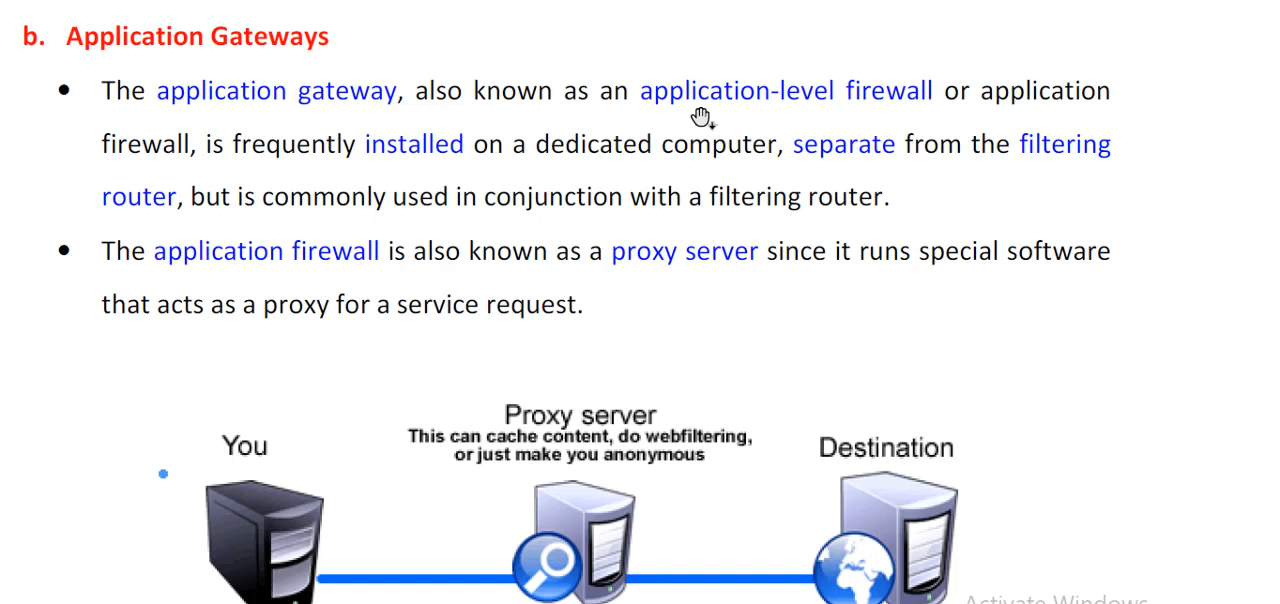 b. Application Gateways
• The application gateway, also known as an application-level firewall or application
firewall, is frequently installed on a dedicated computer, separate from the filtering
router, but is commonly used in conjunction with a filtering router.
• The application firewall is also known as a proxy server since it runs special software
that acts as a proxy for a service request.
Proxy server
This can cache content, do webfiltering,
or just make you anonymous
You
Destination
Activate Windows